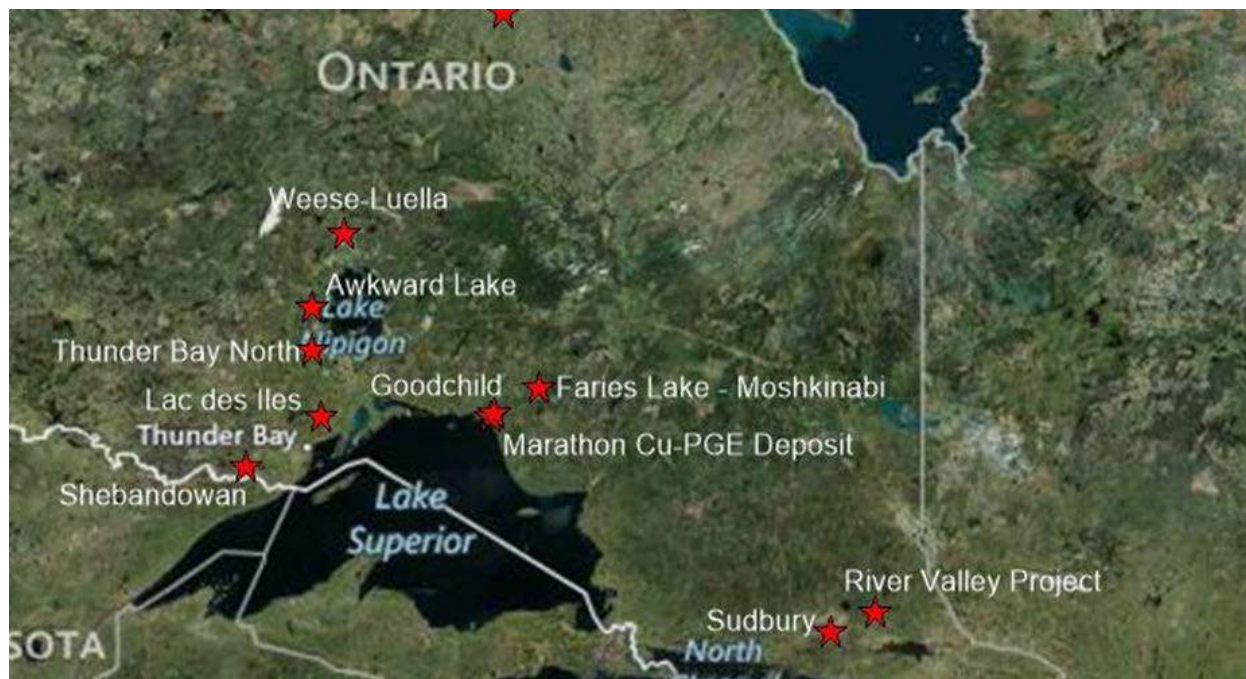 ONTARIO
Weese-Luella
Awkward Lake
Lake
Nipigon
Thunder Bay North
Goodchild
Faries Lake - Moshkinabi
Lac des Iles
Thunder Bay
Marathon Cu-PGE Deposit
Shebandowan
Lake
Superior
River Valley Project
Sudbury
North
SOTA